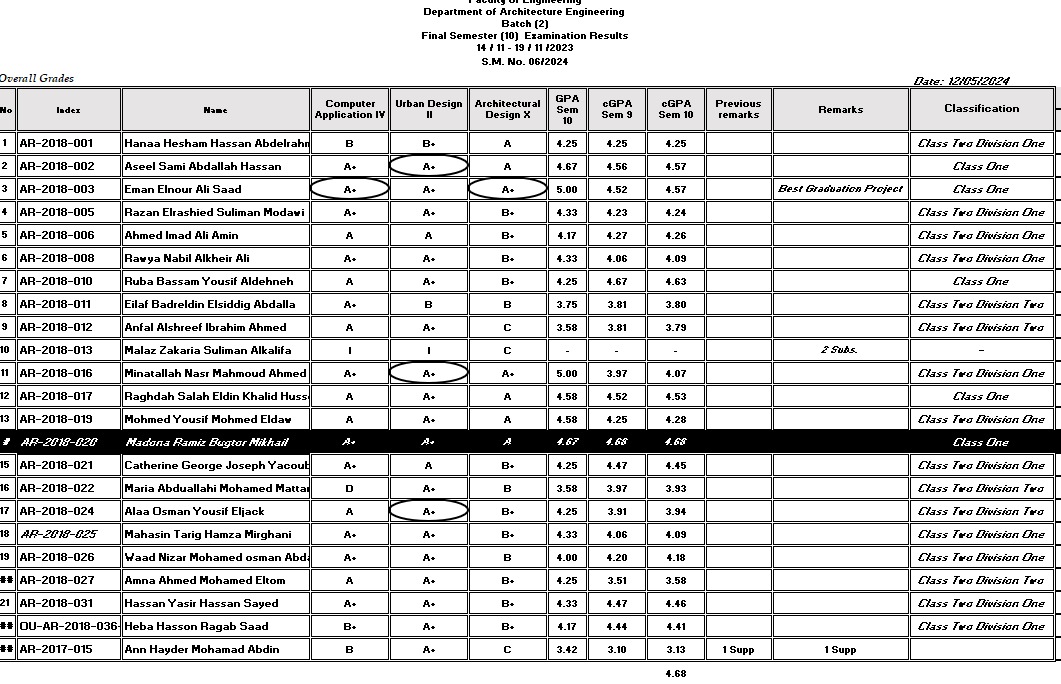 Faculty of Engineering
Department of Architecture Engineering
Batch (2)
Final Semester (10) Examination Results
14 / 11 - 19 / 11 /2023
S.M. No. 06/2024
Overall Grades
Date: 12/05/2024
No Index Name Computer Application IV Urban Design II Architectural Design X GPA Sem 10 cGPA Sem 9 cGPA Sem 10 Previous remarks Remarks Classification
1 AR-2018-001 Hanaa Hesham Hassan Abdelrahm B B+ A 4.25 4.25 4.25 Class Two Division One
2 AR-2018-002 Aseel Sami Abdallah Hassan A+ A+ A 4.67 4.56 4.57 Class One
3 AR-2018-003 Eman Elnour Ali Saad A+ A+ A+ 5.00 4.52 4.57 Best Graduation Project Class One
4 AR-2018-005 Razan Elrashied Suliman Modawi A+ A+ B+ 4.33 4.23 4.24 Class Two Division One
5 AR-2018-006 Ahmed Imad Ali Amin A A B+ 4.17 4.27 4.26 Class Two Division One
6 AR-2018-008 Rawya Nabil Alkheir Ali A+ A+ B+ 4.33 4.06 4.09 Class Two Division One
7 AR-2018-010 Ruba Bassam Yousif Aldehneh A A+ B+ 4.25 4.67 4.63 Class One
8 AR-2018-011 Eilaf Badreldin Elsiddig Abdalla A+ B B 3.75 3.81 3.80 Class Two Division Two
9 AR-2018-012 Anfal Alshreef Ibrahim Ahmed A A+ C 3.58 3.81 3.79 Class Two Division Two
10 AR-2018-013 Malaz Zakaria Suliman Alkalifa I I C - - - 2 Subs. -
11 AR-2018-016 Minatallah Nasr Mahmoud Ahmed A+ A+ A+ 5.00 3.97 4.07 Class Two Division One
12 AR-2018-017 Raghdah Salah Eldin Khalid Huss A A+ A 4.58 4.52 4.53 Class One
13 AR-2018-019 Mohmed Yousif Mohmed Eldaw A A+ A 4.58 4.25 4.28 Class Two Division One
# AR-2018-020 Madona Ramiz Bugtor Mikhail A+ A+ A 4.67 4.68 4.68 Class One
15 AR-2018-021 Catherine George Joseph Yacoub A+ A B+ 4.25 4.47 4.45 Class Two Division One
16 AR-2018-022 Maria Abduallahi Mohamed Mattar D A+ B 3.58 3.97 3.93 Class Two Division Two
17 AR-2018-024 Alaa Osman Yousif Eljack A A+ B+ 4.25 3.91 3.94 Class Two Division Two
18 AR-2018-025 Mahasin Tarig Hamza Mirghani A+ A+ B+ 4.33 4.06 4.09 Class Two Division One
19 AR-2018-026 Waad Nizar Mohamed osman Abda A+ A+ B 4.00 4.20 4.18 Class Two Division One
## AR-2018-027 Amna Ahmed Mohamed Eltom A A+ B+ 4.25 3.51 3.58 Class Two Division Two
21 AR-2018-031 Hassan Yasir Hassan Sayed A+ A+ B+ 4.33 4.47 4.46 Class Two Division One
## OU-AR-2018-036- Heba Hasson Ragab Saad B+ A+ B+ 4.17 4.44 4.41 Class Two Division One
## AR-2017-015 Ann Hayder Mohamad Abdin B A+ C 3.42 3.10 3.13 1 Supp 1 Supp
4.68